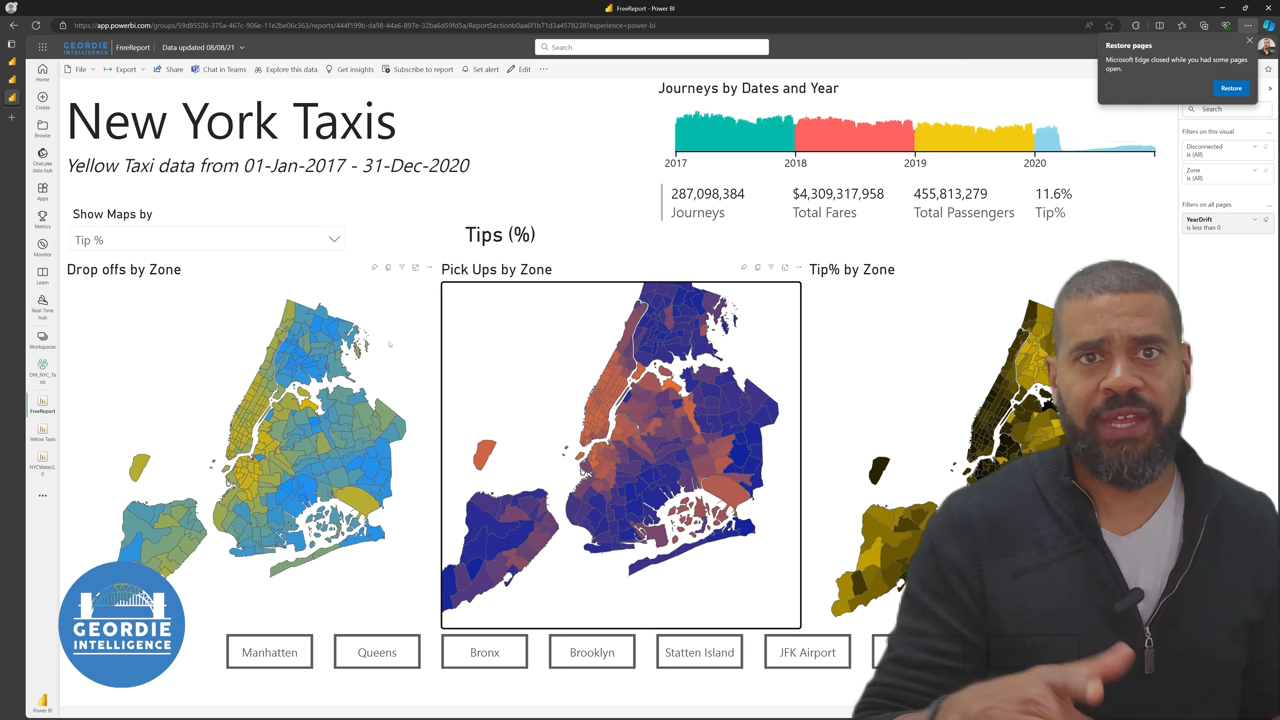 FreeReport - Power BI
https://app.powerbi.com/groups/59d85526-375a-467c-906e-11e2be06c363/reports/444f199b-da98-44a6-897e-32ba6d59fd5a/ReportSectionb0aa6f1b71d3a4578238?experience=power-bi
GEORDIE
INTELLIGENCE
FreeReport
Data updated 08/08/21
Search
File
Export
Share
Chat in Teams
Explore this data
Get insights
Subscribe to report
Set alert
Edit
Restore pages
Microsoft Edge closed while you had some pages
open.
Restore
Home
Create
Browse
OneLake
data hub
Apps
Metrics
Monitor
Learn
Real-Time
hub
Workspaces
DM_NYC_Ta
xis
FreeReport
Yellow Taxis
NYCWater2.
0
Power BI
New York Taxis
Yellow Taxi data from 01-Jan-2017 - 31-Dec-2020
Journeys by Dates and Year
2017
2018
2019
2020
287,098,384
Journeys
$4,309,317,958
Total Fares
455,813,279
Total Passengers
11.6%
Tip%
Show Maps by
Tip %
Tips (%)
Drop offs by Zone
Pick Ups by Zone
Tip% by Zone
Search
Filters on this visual
Disconnected
is (All)
Zone
is (All)
Filters on all pages
YearDrift
is less than 0
GEORDIE
INTELLIGENCE
Manhatten
Queens
Bronx
Brooklyn
Statten Island
JFK Airport